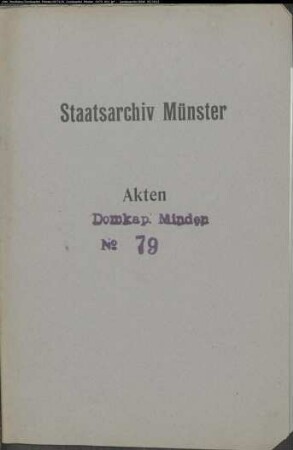 Staatsarchiv Münster
Akten
Domkap. Minden
No 79